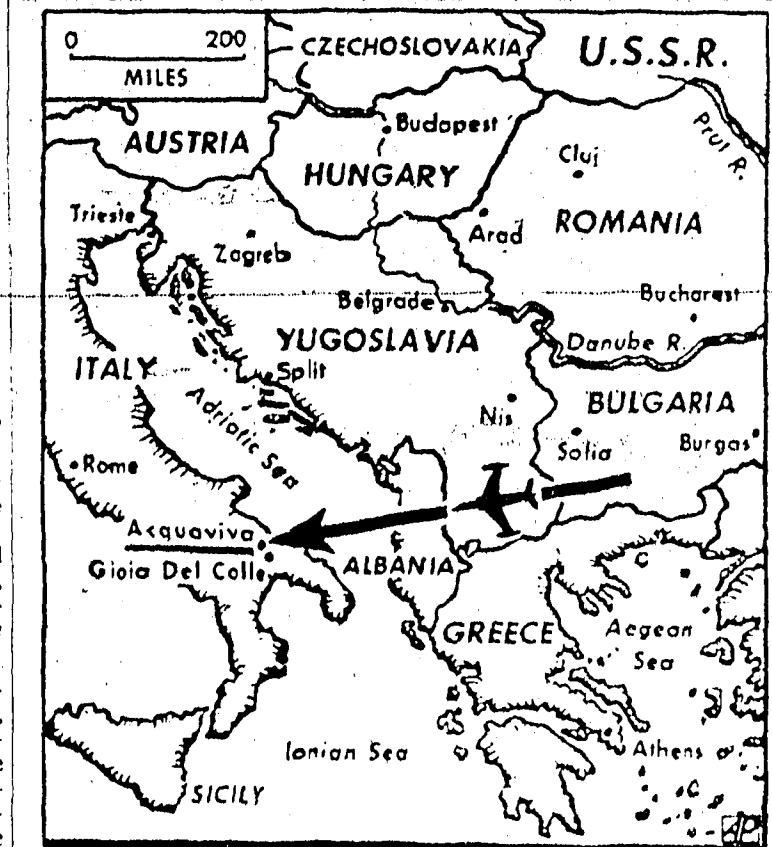 0 200
MILES
CZECHOSLOVAKIA
U.S.S.R.
AUSTRIA
Budapest
Prut R.
HUNGARY
Cluj
Trieste
Zagreb
Arad
ROMANIA
Belgrade
Bucharest
YUGOSLAVIA
Danube R.
ITALY
Split
Adriatic Sea
Nis
BULGARIA
Sofia
Burgas
Rome
Acquaviva
Gioia Del Colle
ALBANIA
GREECE
Aegean
Sea
Ionian Sea
Athens
SICILY
AP